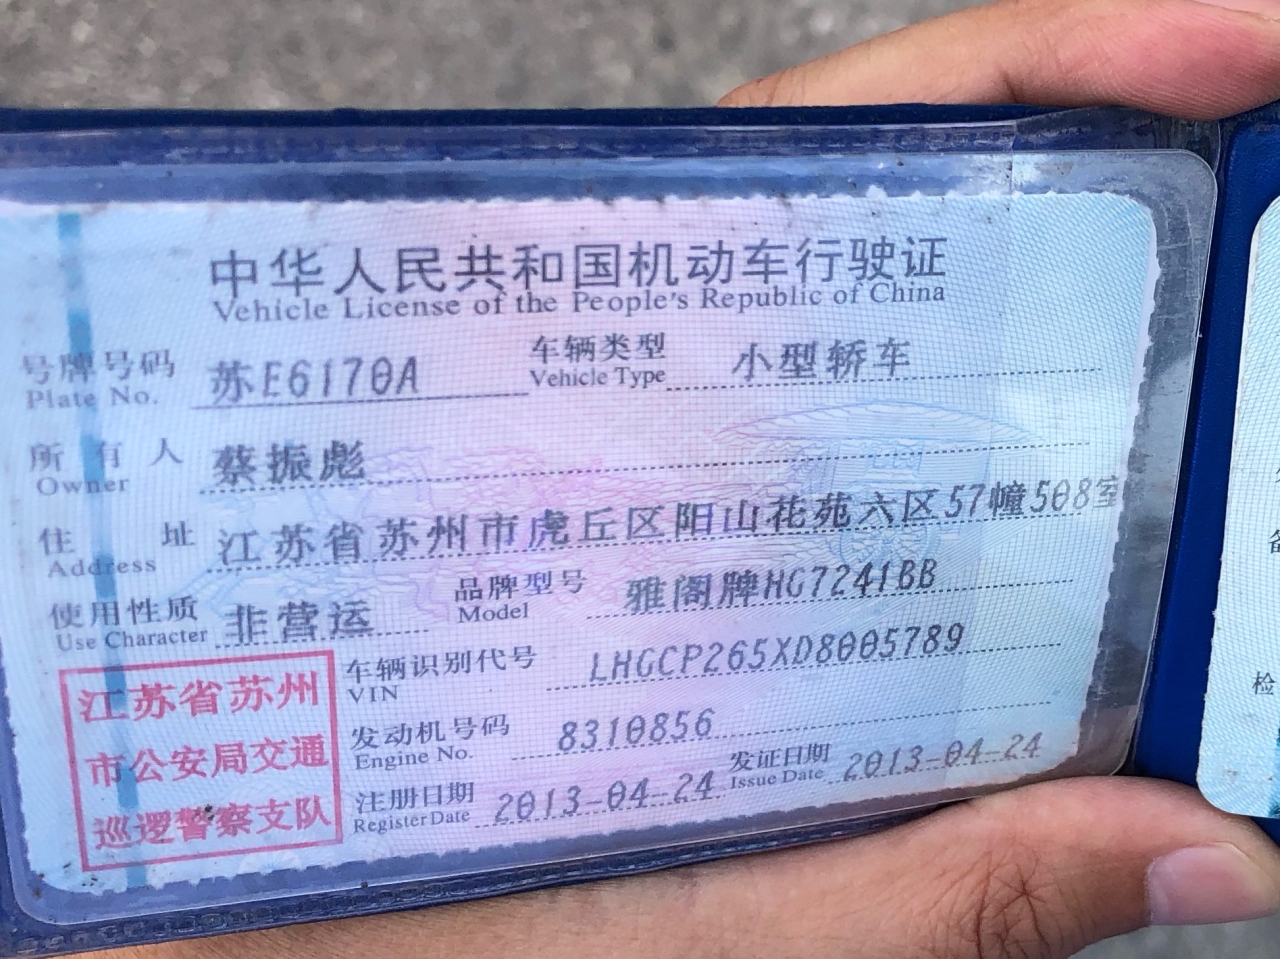 中华人民共和国机动车行驶证
Vehicle License of the People's Republic of China
号牌号码 苏E6170A 车辆类型 小型轿车
Plate No. Vehicle Type
所有人 蔡振彪
Owner
住址 江苏省苏州市虎丘区阳山花苑六区57幢508室
Address
使用性质 非营运 品牌型号 雅阁牌HG7241BB
Use Character Model
车辆识别代号 LHGCP265XD8005789
VIN
发动机号码 8310856
Engine No.
注册日期 2013-04-24 发证日期 2013-04-24
Register Date Issue Date
江苏省苏州
市公安局交通
巡逻警察支队
检